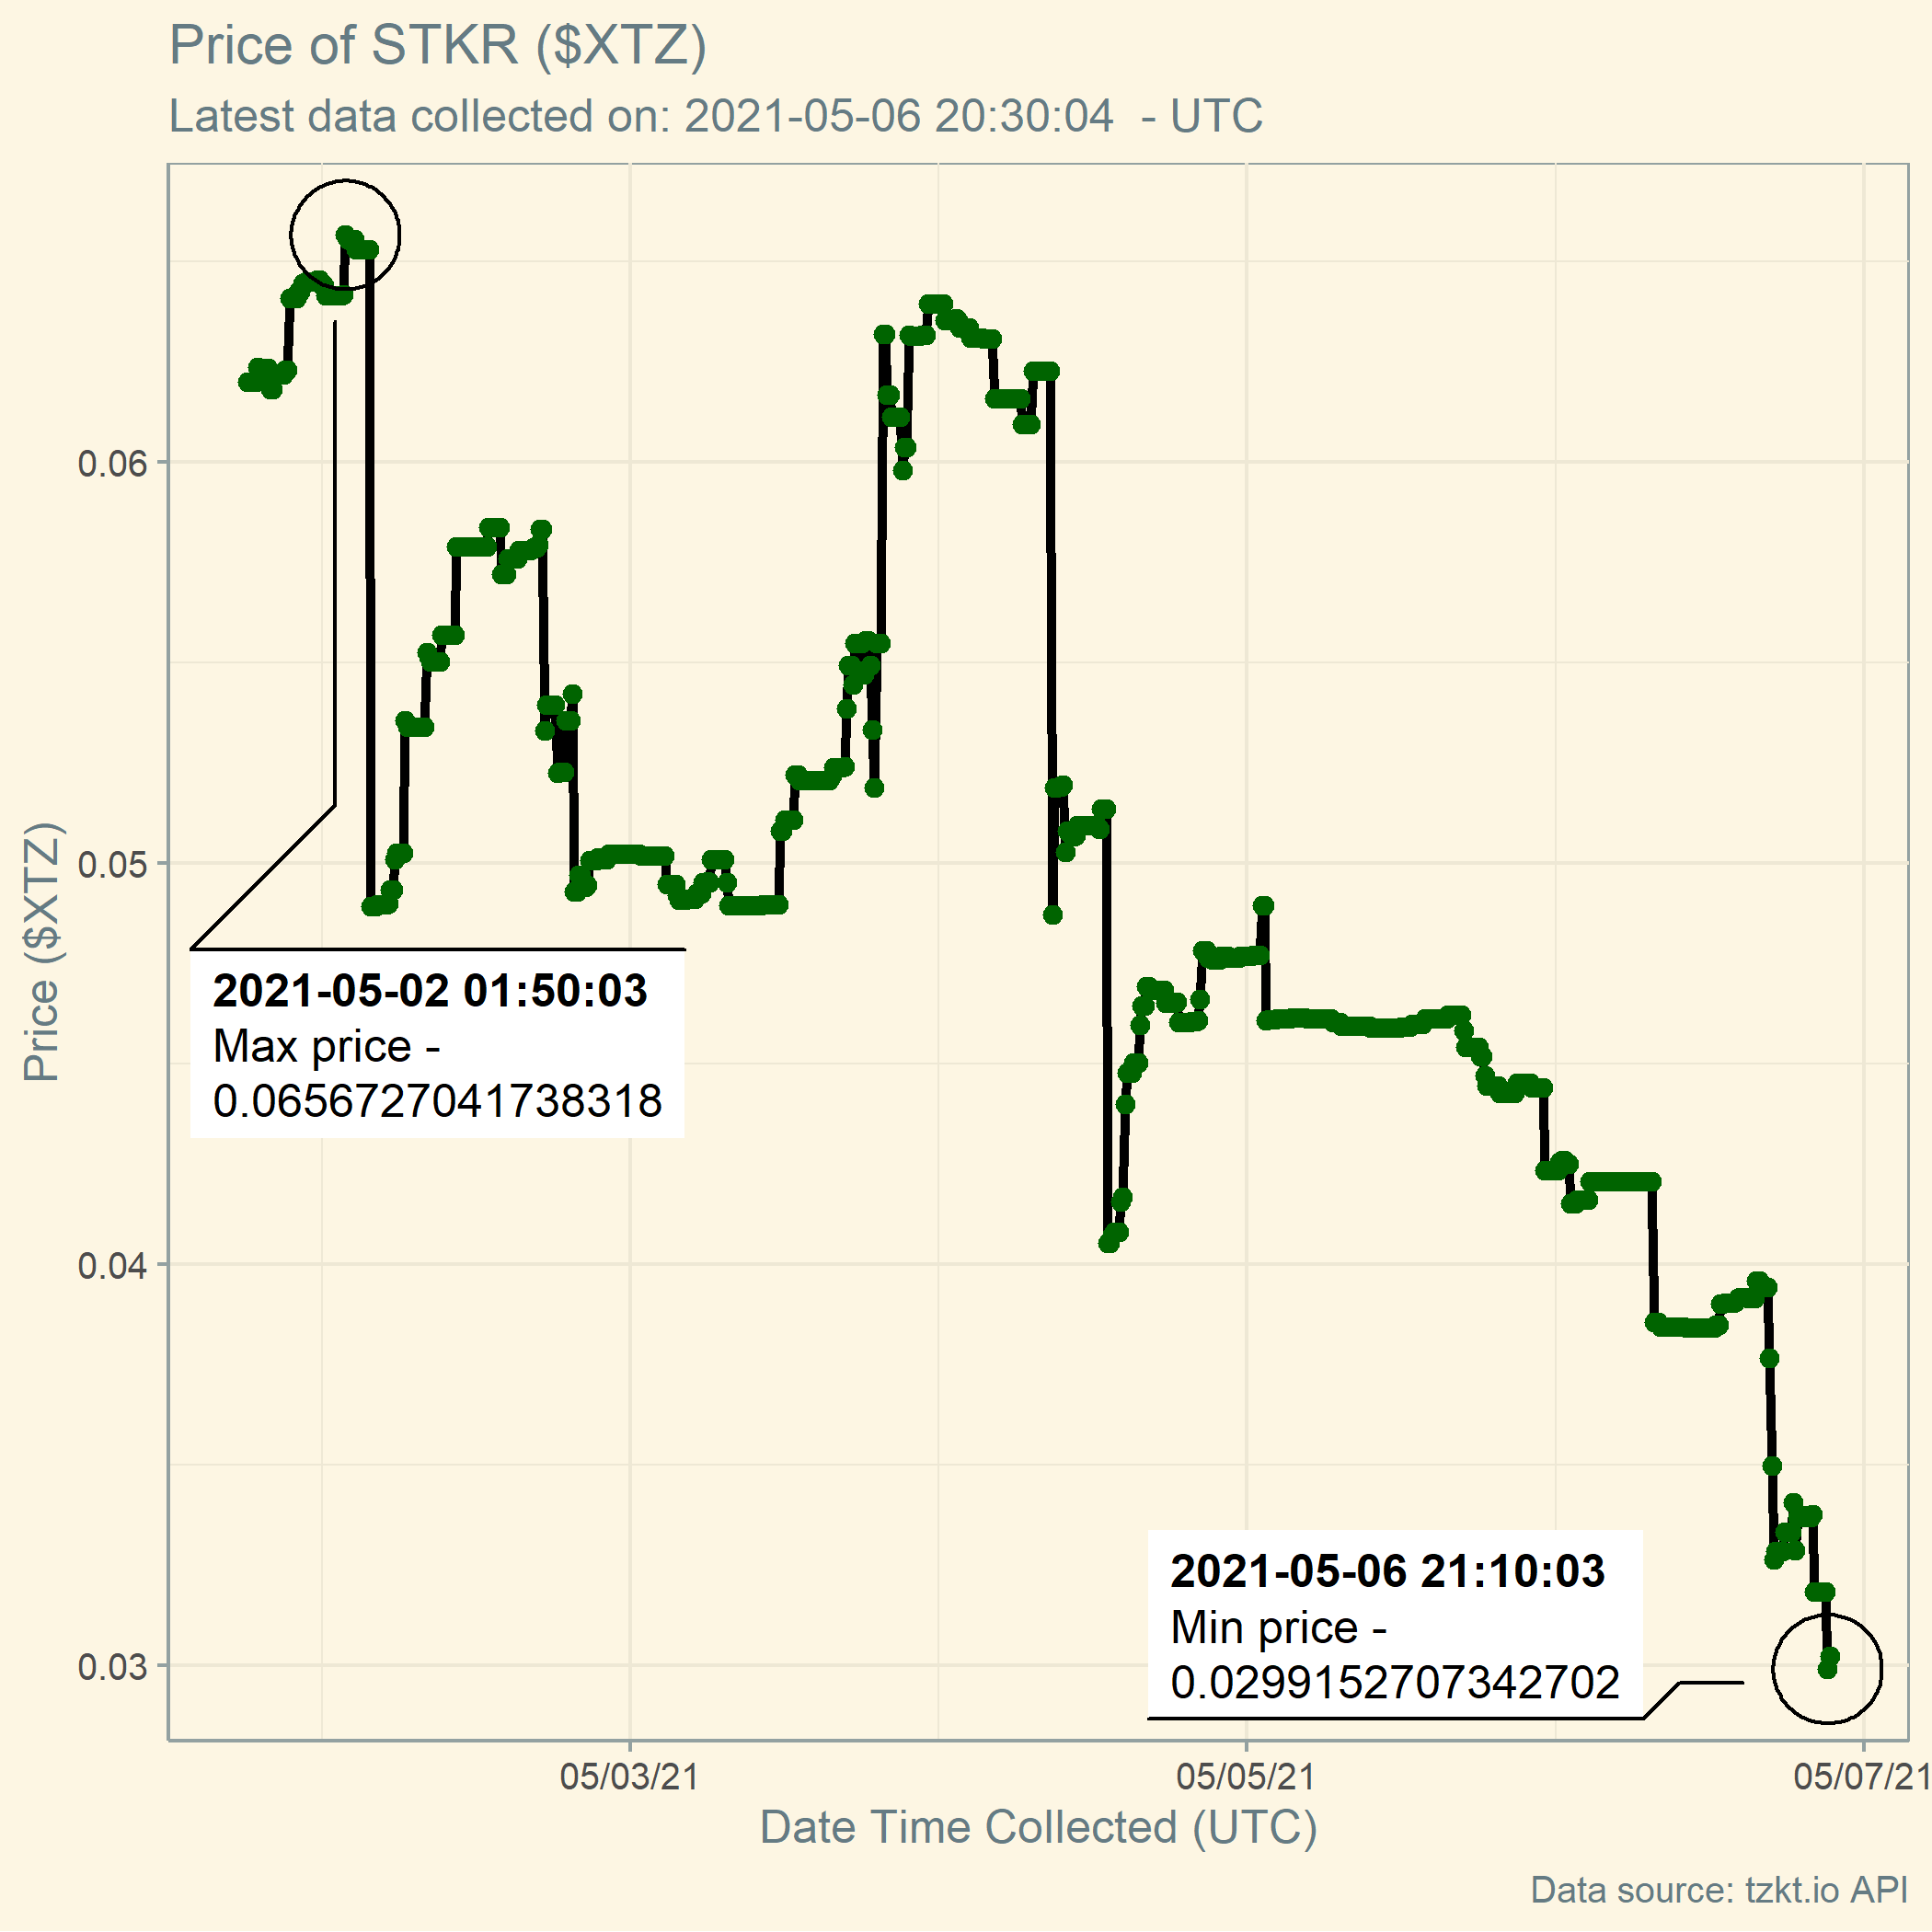 Price of STKR ($XTZ)
Latest data collected on: 2021-05-06 20:30:04  - UTC
Price ($XTZ)
0.06
0.05
0.04
0.03
2021-05-02 01:50:03
Max price -
0.0656727041738318
2021-05-06 21:10:03
Min price -
0.0299152707342702
05/03/21
05/05/21
05/07/21
Date Time Collected (UTC)
Data source: tzkt.io API